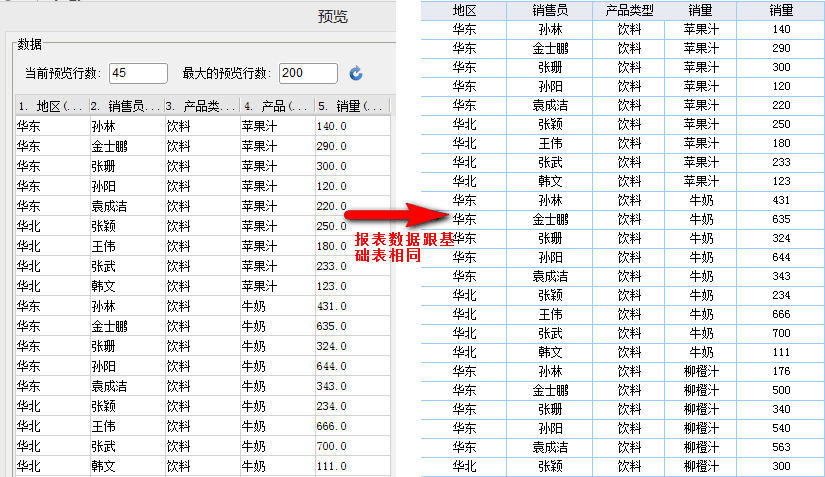 预览
数据
当前预览行数: 45 最大的预览行数: 200
1. 地区(... 2. 销售员... 3. 产品类... 4. 产品(... 5. 销量(...
华东 孙林 饮料 苹果汁 140.0
华东 金士鹏 饮料 苹果汁 290.0
华东 张珊 饮料 苹果汁 300.0
华东 孙阳 饮料 苹果汁 120.0
华东 袁成洁 饮料 苹果汁 220.0
华北 张颖 饮料 苹果汁 250.0
华北 王伟 饮料 苹果汁 180.0
华北 张武 饮料 苹果汁 233.0
华北 韩文 饮料 苹果汁 123.0
华东 孙林 饮料 牛奶 431.0
华东 金士鹏 饮料 牛奶 635.0
华东 张珊 饮料 牛奶 324.0
华东 孙阳 饮料 牛奶 644.0
华东 袁成洁 饮料 牛奶 343.0
华北 张颖 饮料 牛奶 234.0
华北 王伟 饮料 牛奶 666.0
华北 张武 饮料 牛奶 700.0
华北 韩文 饮料 牛奶 111.0
报表数据跟基
础表相同
地区 销售员 产品类型 销量 销量
华东 孙林 饮料 苹果汁 140
华东 金士鹏 饮料 苹果汁 290
华东 张珊 饮料 苹果汁 300
华东 孙阳 饮料 苹果汁 120
华东 袁成洁 饮料 苹果汁 220
华北 张颖 饮料 苹果汁 250
华北 王伟 饮料 苹果汁 180
华北 张武 饮料 苹果汁 233
华北 韩文 饮料 苹果汁 123
华东 孙林 饮料 牛奶 431
华东 金士鹏 饮料 牛奶 635
华东 张珊 饮料 牛奶 324
华东 孙阳 饮料 牛奶 644
华东 袁成洁 饮料 牛奶 343
华北 张颖 饮料 牛奶 234
华北 王伟 饮料 牛奶 666
华北 张武 饮料 牛奶 700
华北 韩文 饮料 牛奶 111
华东 孙林 饮料 柳橙汁 176
华东 金士鹏 饮料 柳橙汁 500
华东 张珊 饮料 柳橙汁 340
华东 孙阳 饮料 柳橙汁 540
华东 袁成洁 饮料 柳橙汁 563
华北 张颖 饮料 柳橙汁 300